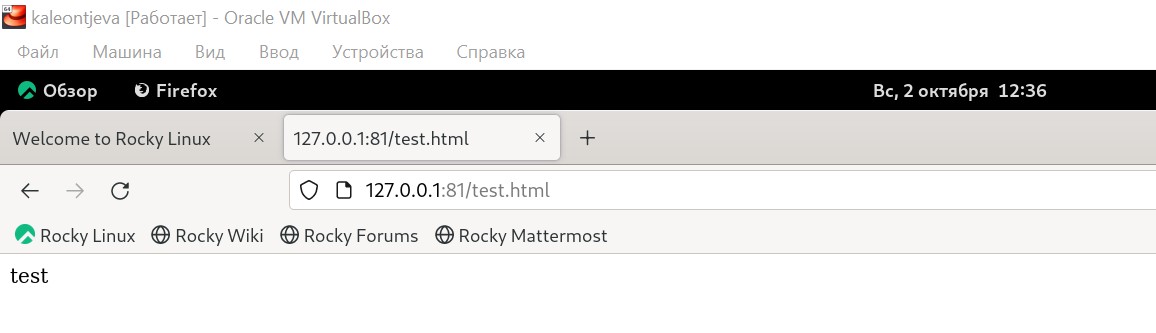 64
kaleontjeva [Работает] - Oracle VM VirtualBox
Файл Машина Вид Ввод Устройства Справка
Обзор Firefox Вс, 2 октября 12:36
Welcome to Rocky Linux × 127.0.0.1:81/test.html × +
127.0.0.1:81/test.html
Rocky Linux Rocky Wiki Rocky Forums Rocky Mattermost
test